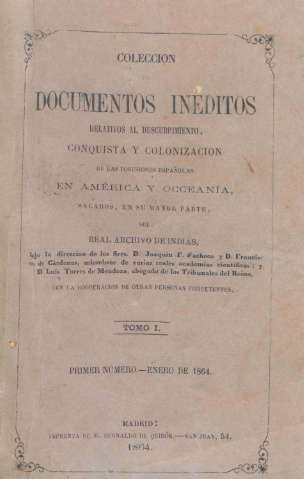 COLECCION
DE
DOCUMENTOS INÉDITOS
RELATIVOS AL DESCUBRIMIENTO,
CONQUISTA Y COLONIZACION
DE LAS POSESIONES ESPAÑOLAS
EN AMÉRICA Y OCCEANÍA,
SACADOS, EN SU MAYOR PARTE,
DEL
REAL ARCHIVO DE INDIAS,
bajo la direccion de los Sres. D. Joaquin F. Pacheco y D. Francis-
co de Cárdenas, miembros de varias reales academias científicas; y
D. Luis Torres de Mendoza, abogado de los Tribunales del Reino,
CON LA COOPERACION DE OTRAS PERSONAS COMPETENTES.
TOMO I.
PRIMER NÚMERO.—ENERO DE 1864.
MADRID:
IMPRENTA DE M. BERNALDO DE QUIRÓS.—SAN JUAN, 54.
1864.